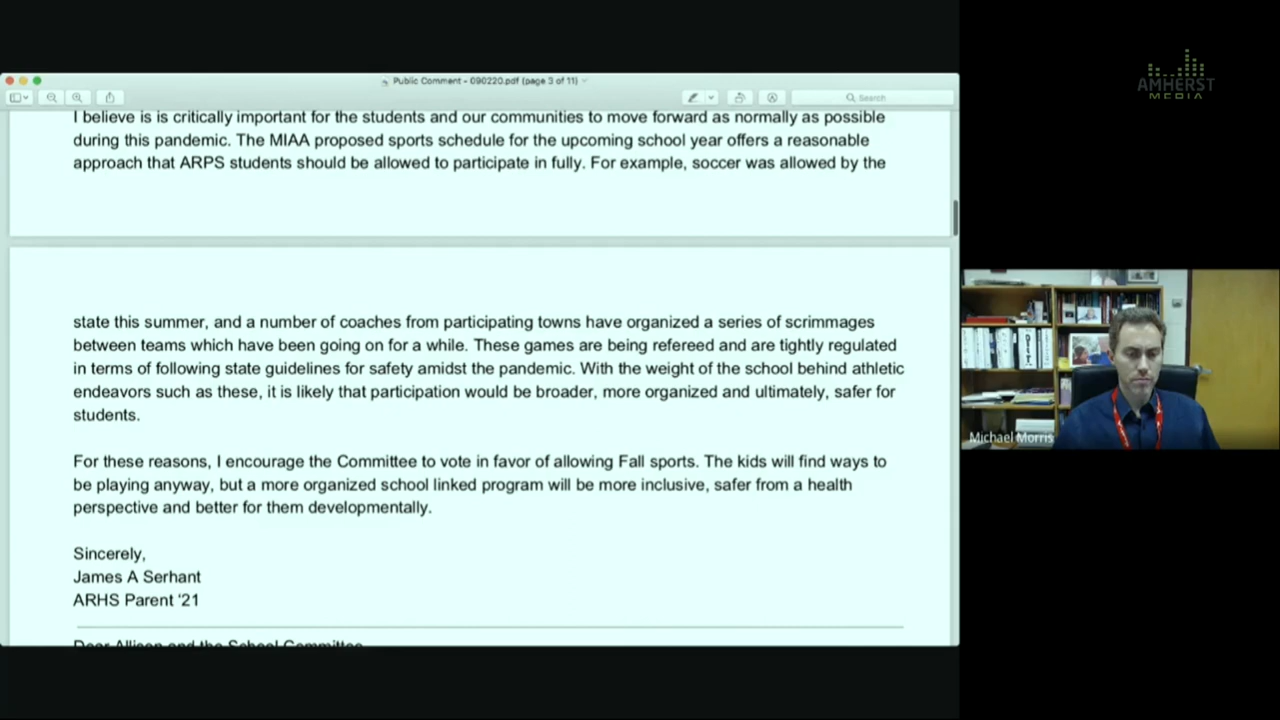 Public Comment - 090220.pdf (page 3 of 11)
Search
I believe is is critically important for the students and our communities to move forward as normally as possible
during this pandemic. The MIAA proposed sports schedule for the upcoming school year offers a reasonable
approach that ARPS students should be allowed to participate in fully. For example, soccer was allowed by the
state this summer, and a number of coaches from participating towns have organized a series of scrimmages
between teams which have been going on for a while. These games are being refereed and are tightly regulated
in terms of following state guidelines for safety amidst the pandemic. With the weight of the school behind athletic
endeavors such as these, it is likely that participation would be broader, more organized and ultimately, safer for
students.
For these reasons, I encourage the Committee to vote in favor of allowing Fall sports. The kids will find ways to
be playing anyway, but a more organized school linked program will be more inclusive, safer from a health
perspective and better for them developmentally.
Sincerely,
James A Serhant
ARHS Parent '21
Dear Allison and the School Committee
AMHERST
MEDIA
Michael Morris